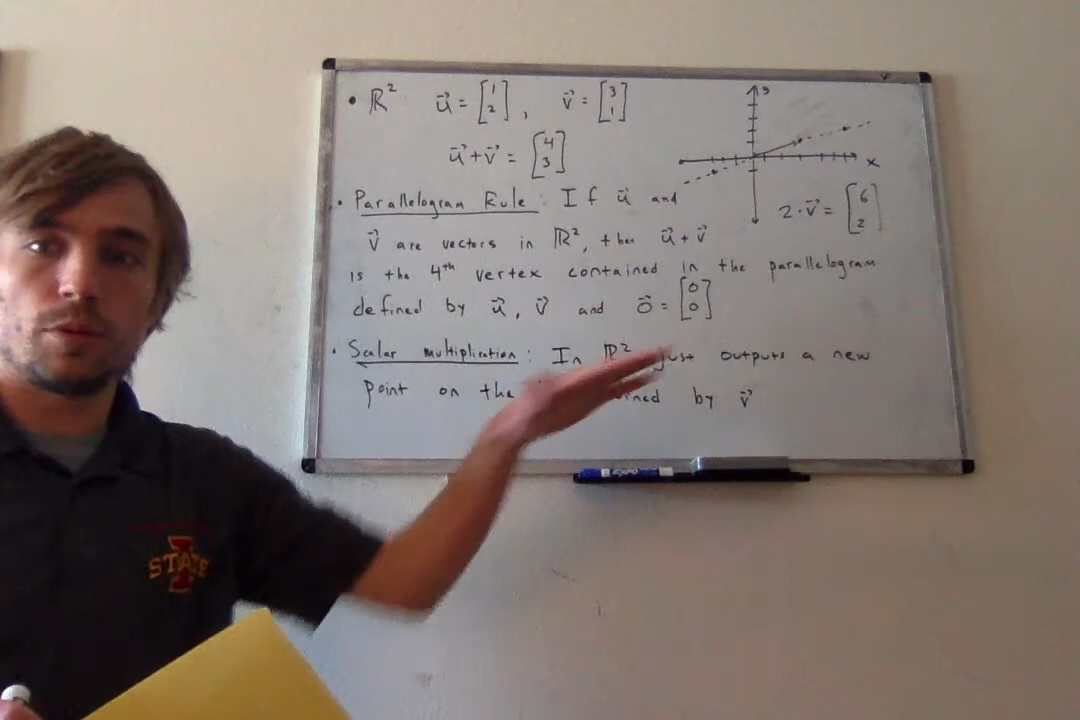 • ℝ² u⃗ = [1 2], v⃗ = [3 1]
y
x
u⃗+v⃗ = [4 3]
2·v⃗ = [6 2]
• Parallelogram Rule: If u⃗ and
v⃗ are vectors in ℝ², then u⃗ + v⃗
is the 4th vertex contained in the parallelogram
defined by u⃗, v⃗ and 0⃗ = [0 0]
• Scalar multiplication: In ℝ² just outputs a new
point on the by v⃗
EXPO
STATE